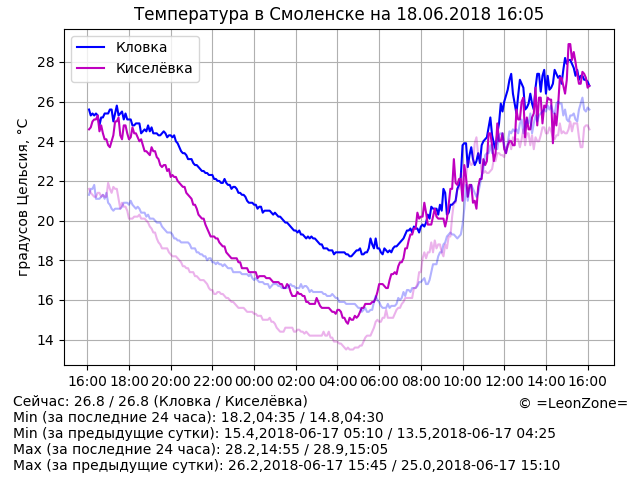 Температура в Смоленске на 18.06.2018 16:05
Кловка
Киселёвка
градусов Цельсия, °C
28
26
24
22
20
18
16
14
16:00 18:00 20:00 22:00 00:00 02:00 04:00 06:00 08:00 10:00 12:00 14:00 16:00
Сейчас: 26.8 / 26.8 (Кловка / Киселёвка)
© =LeonZone=
Min (за последние 24 часа): 18.2,04:35 / 14.8,04:30
Min (за предыдущие сутки): 15.4,2018-06-17 05:10 / 13.5,2018-06-17 04:25
Max (за последние 24 часа): 28.2,14:55 / 28.9,15:05
Max (за предыдущие сутки): 26.2,2018-06-17 15:45 / 25.0,2018-06-17 15:10